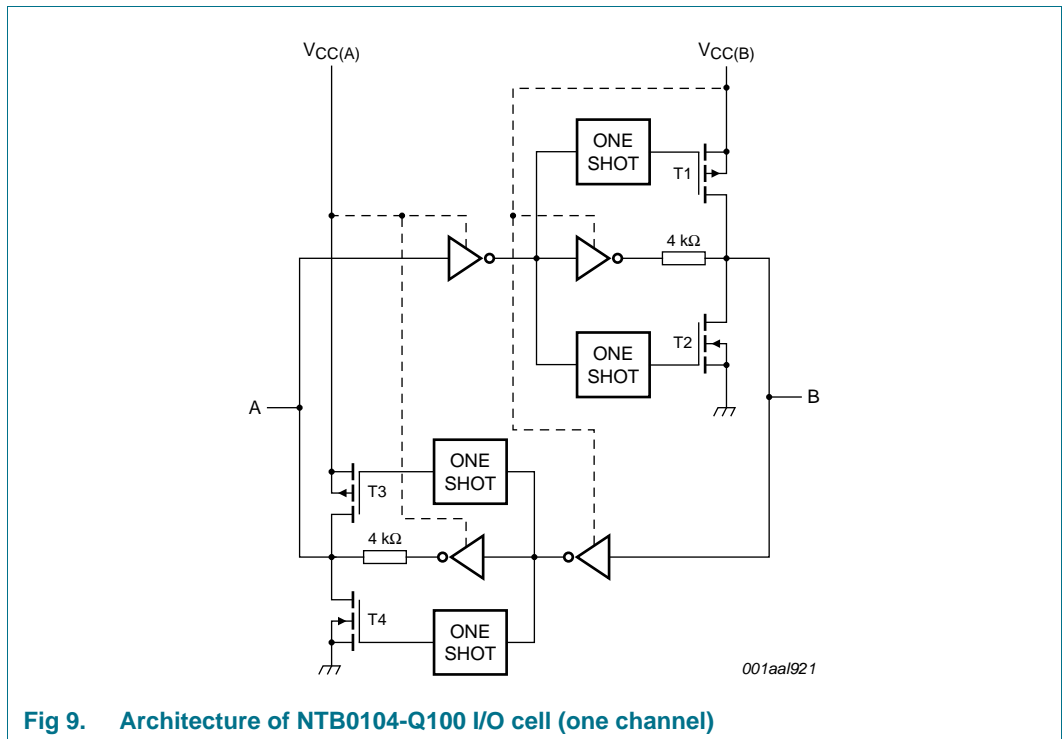 VCC(A)
VCC(B)
ONE
SHOT
T1
4 kΩ
ONE
SHOT
T2
A
B
ONE
SHOT
T3
4 kΩ
T4
ONE
SHOT
001aal921
Fig 9. Architecture of NTB0104-Q100 I/O cell (one channel)